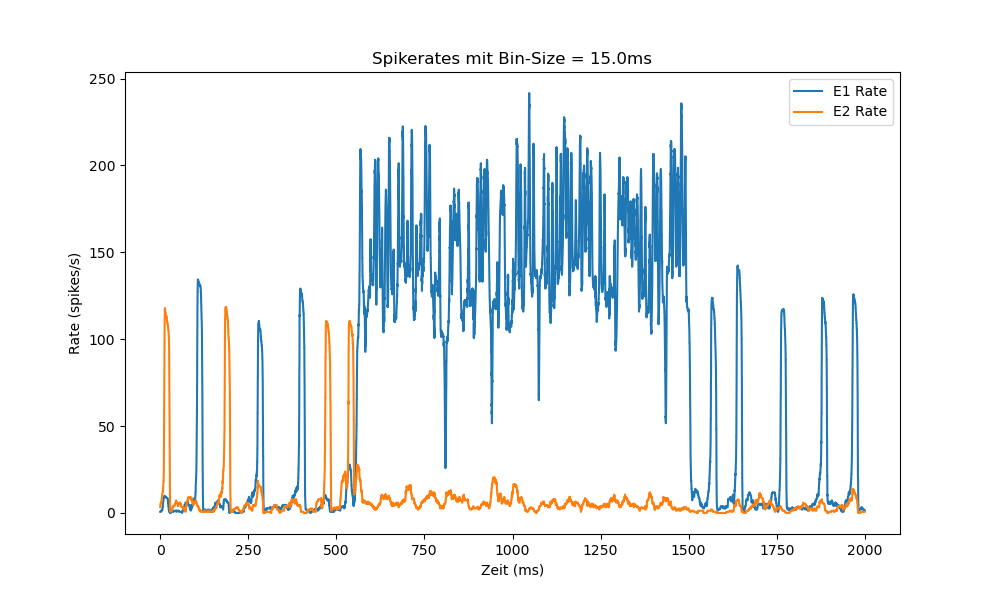 Spikerates mit Bin-Size = 15.0ms
E1 Rate
E2 Rate
250
200
150
100
50
0
Rate (spikes/s)
0 250 500 750 1000 1250 1500 1750 2000
Zeit (ms)